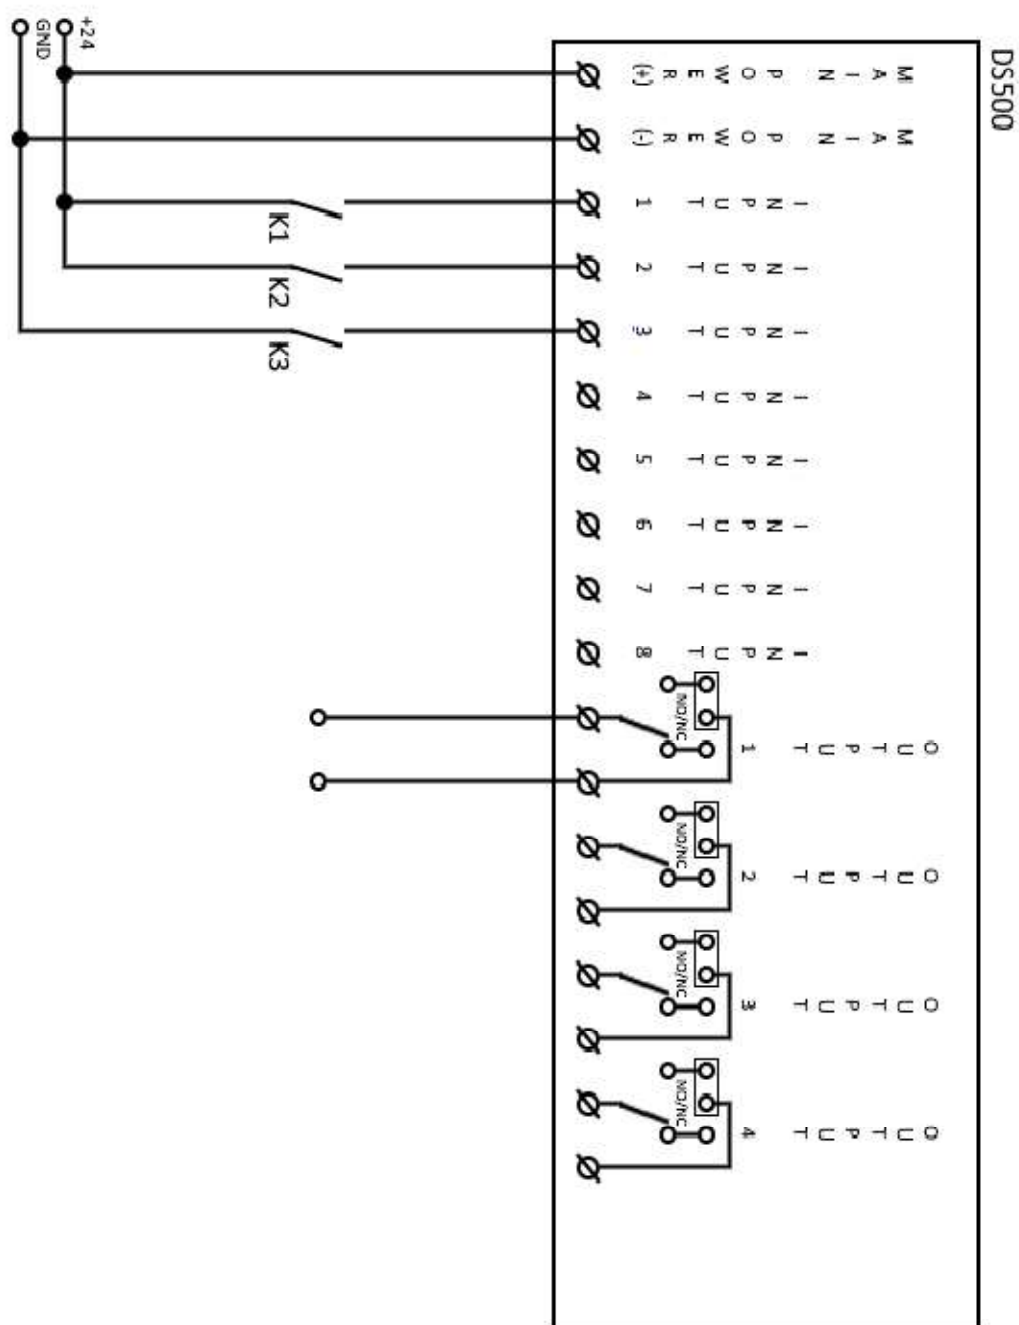 DS500
+24
GND
MAIN POWER (+)
MAIN POWER (-)
INPUT 1
K1
INPUT 2
K2
INPUT 3
K3
INPUT 4
INPUT 5
INPUT 6
INPUT 7
INPUT 8
NO/NC
OUTPUT 1
NO/NC
OUTPUT 2
NO/NC
OUTPUT 3
NO/NC
OUTPUT 4